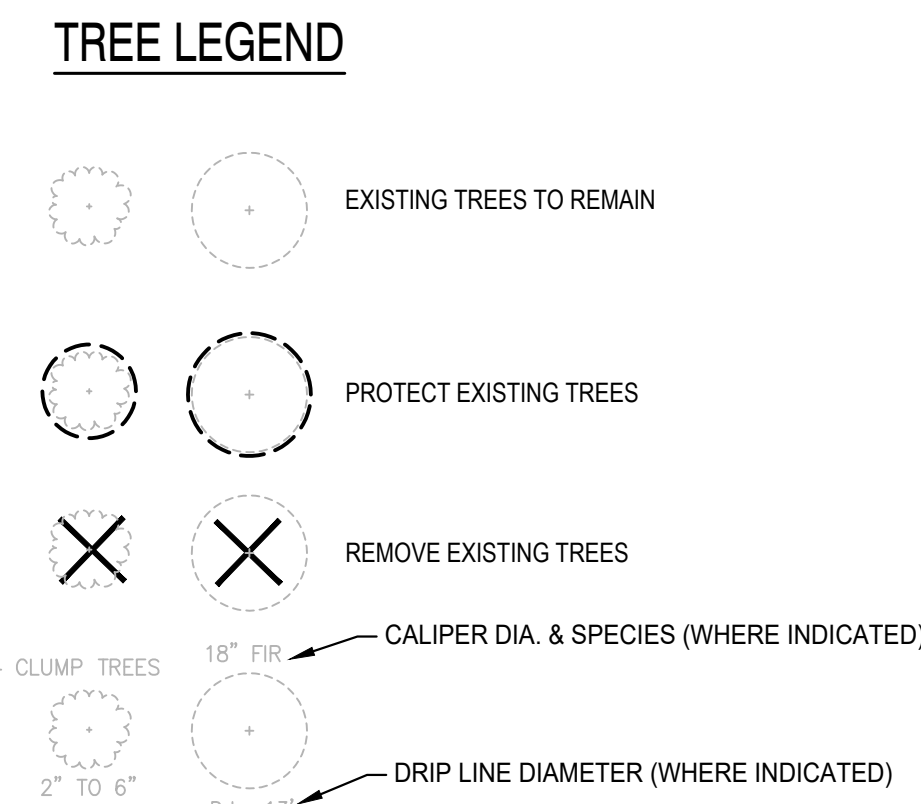 TREE LEGEND
EXISTING TREES TO REMAIN
PROTECT EXISTING TREES
REMOVE EXISTING TREES
CALIPER DIA. & SPECIES (WHERE INDICATED)
18" FIR
CLUMP TREES
2" TO 6"
DRIP LINE DIAMETER (WHERE INDICATED)